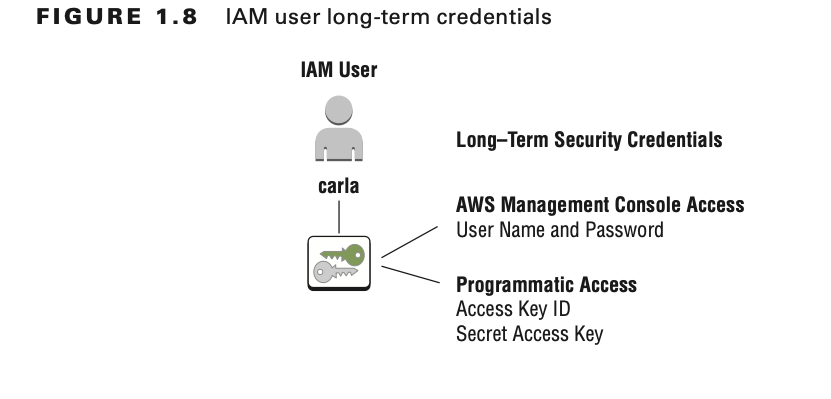 FIGURE 1.8 IAM user long-term credentials
IAM User
carla
Long–Term Security Credentials
AWS Management Console Access
User Name and Password
Programmatic Access
Access Key ID
Secret Access Key